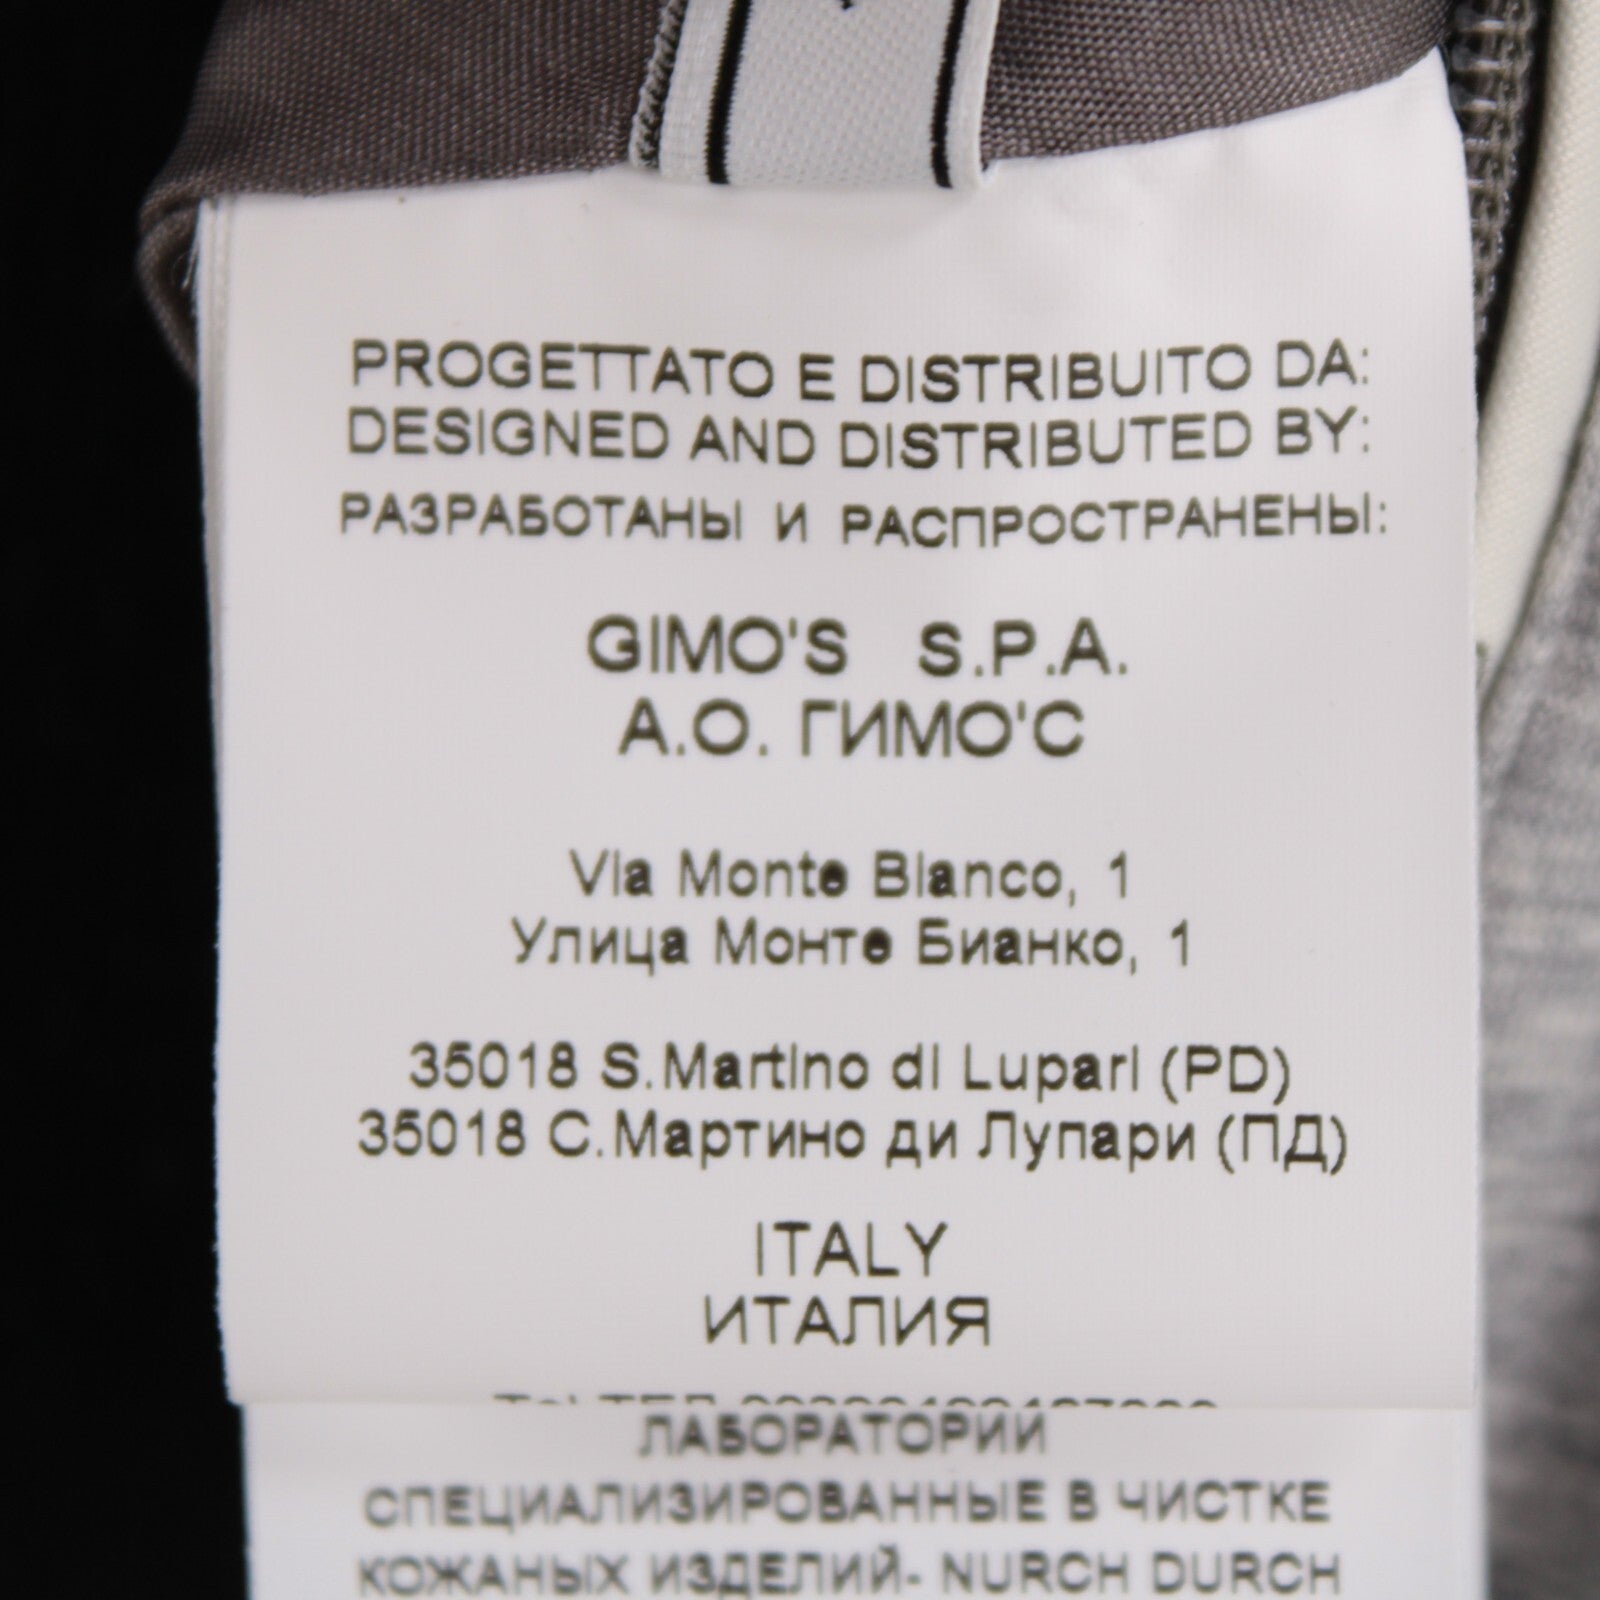 PROGETTATO E DISTRIBUITO DA:
DESIGNED AND DISTRIBUTED BY:
РАЗРАБОТАНЫ И РАСПРОСТРАНЕНЫ:
GIMO'S S.P.A.
А.О. ГИМО'С
Via Monte Bianco, 1
Улица Монте Бианко, 1
35018 S.Martino di Lupari (PD)
35018 С.Мартино ди Лупари (ПД)
ITALY
ИТАЛИЯ
ЛАБОРАТОРИИ
СПЕЦИАЛИЗИРОВАННЫЕ В ЧИСТКЕ
КОЖАНЫХ ИЗДЕЛИЙ- NURCH DURCH